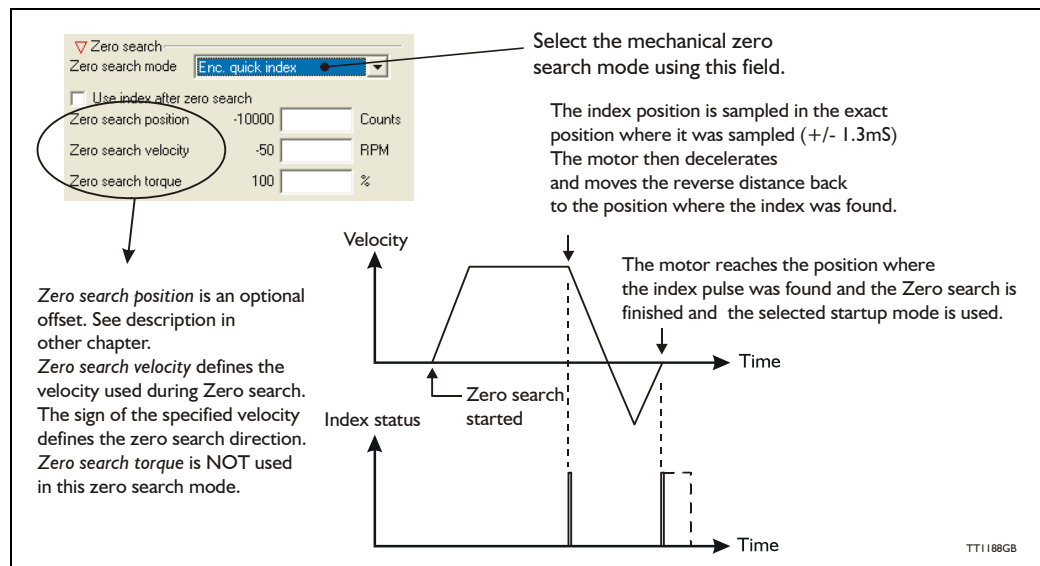 Zero search
Zero search mode Enc. quick index
Use index after zero search
Zero search position -10000 Counts
Zero search velocity -50 RPM
Zero search torque 100 %
Select the mechanical zero
search mode using this field.
The index position is sampled in the exact
position where it was sampled (+/- 1.3mS)
The motor then decelerates
and moves the reverse distance back
to the position where the index was found.
Velocity
The motor reaches the position where
the index pulse was found and the Zero search is
finished and the selected startup mode is used.
Time
Zero search
started
Zero search position is an optional
offset. See description in
other chapter.
Zero search velocity defines the
velocity used during Zero search.
The sign of the specified velocity
defines the zero search direction.
Zero search torque is NOT used
in this zero search mode.
Index status
Time
TT1188GB